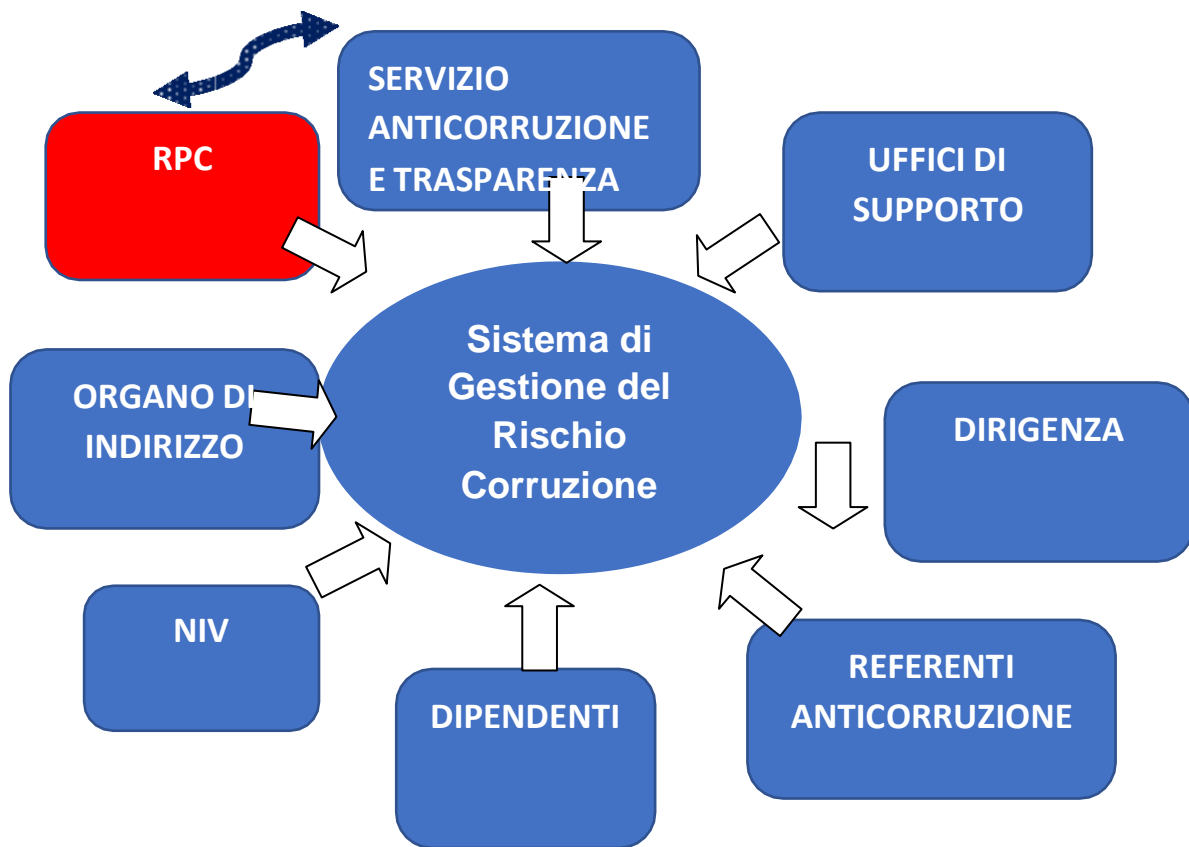 SERVIZIO
ANTICORRUZIONE
E TRASPARENZA
RPC
UFFICI DI
SUPPORTO
Sistema di
Gestione del
Rischio
Corruzione
ORGANO DI
INDIRIZZO
DIRIGENZA
NIV
DIPENDENTI
REFERENTI
ANTICORRUZIONE